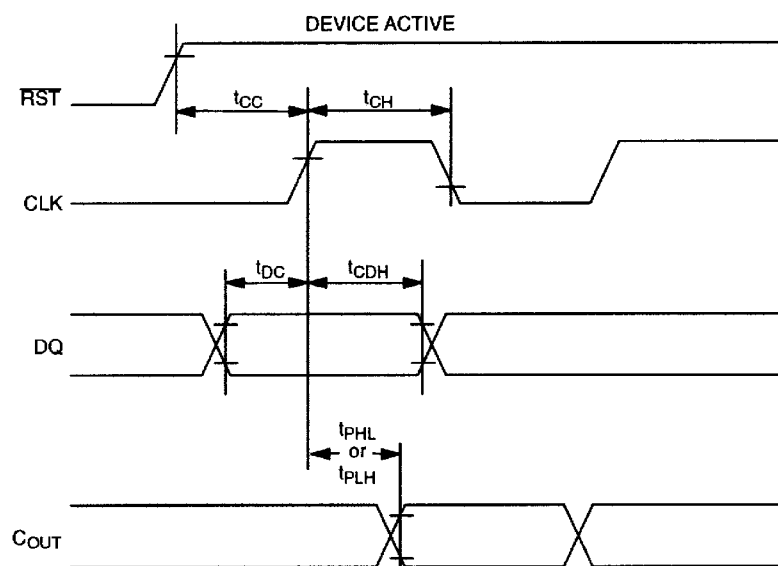 DEVICE ACTIVE
RST
tCC
tCH
CLK
tDC
tCDH
DQ
tPHL
or
tPLH
COUT